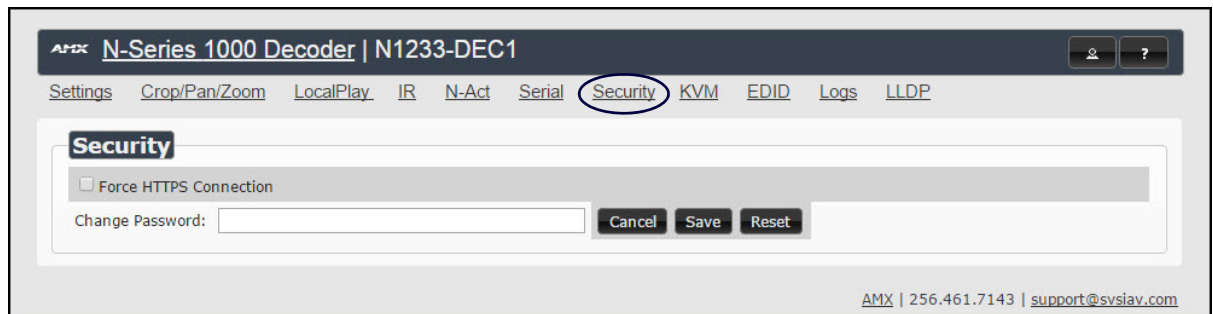 AMX N-Series 1000 Decoder | N1233-DEC1 ?
Settings Crop/Pan/Zoom LocalPlay IR N-Act Serial Security KVM EDID Logs LLDP
Security
Force HTTPS Connection
Change Password: Cancel Save Reset
AMX | 256.461.7143 | support@svsiav.com